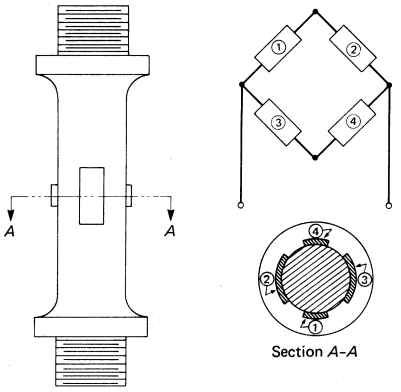 ①
②
③
④
A
A
④
②
③
①
Section A–A